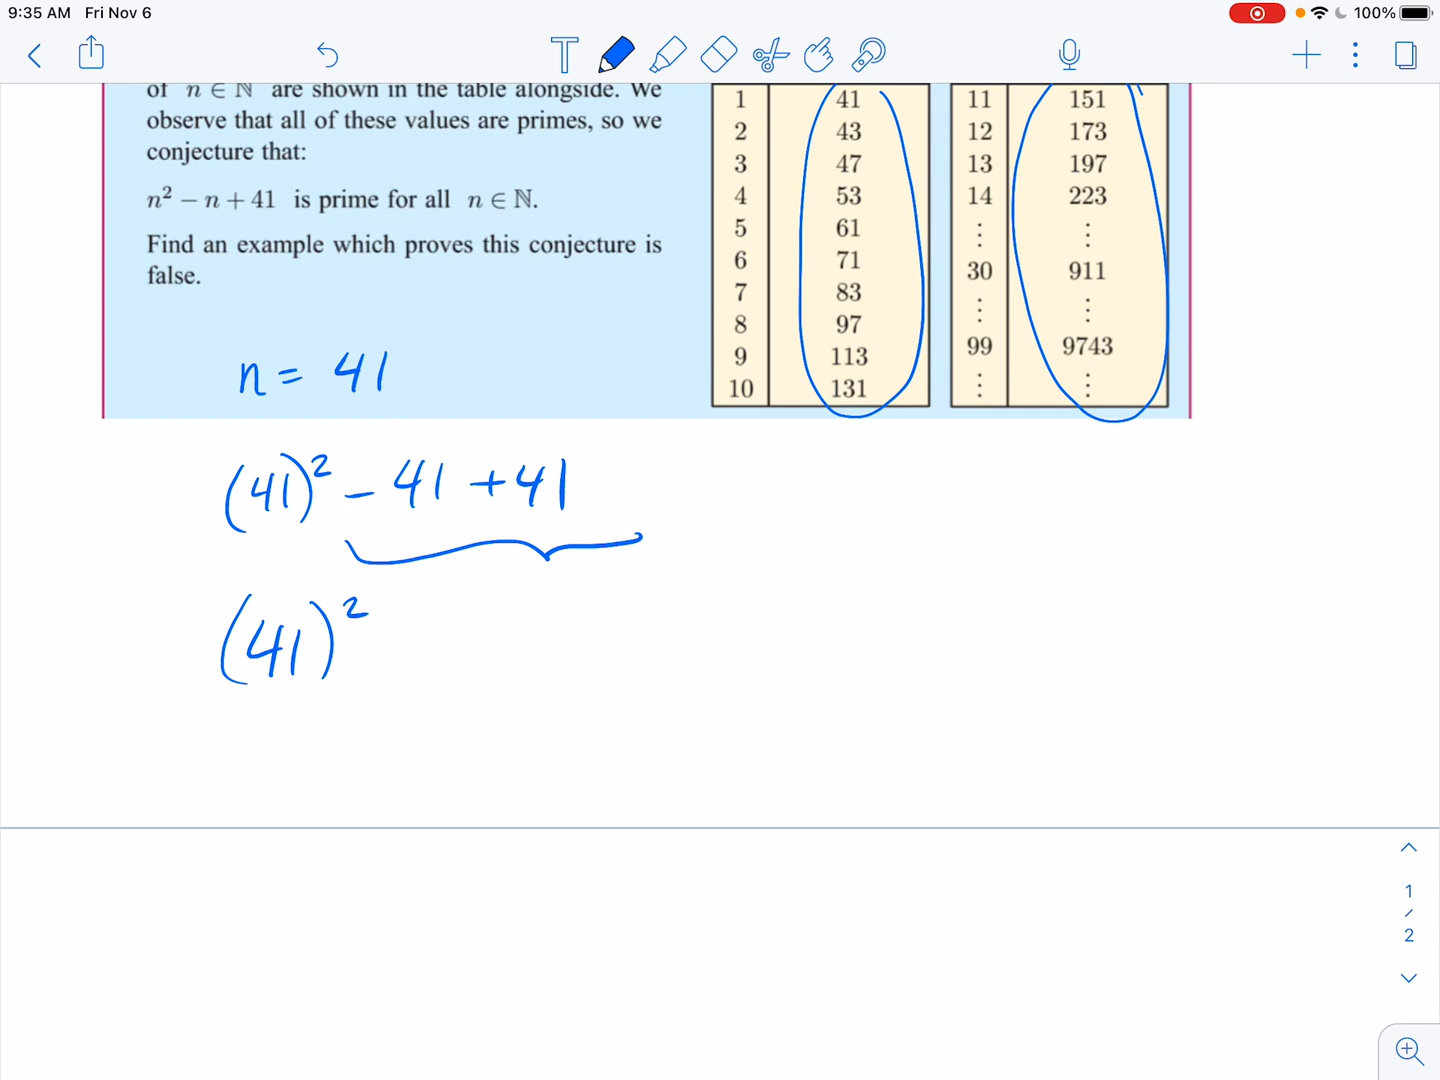 9:35 AM Fri Nov 6
100%
T
of n ∈ ℕ are shown in the table alongside. We
observe that all of these values are primes, so we
conjecture that:
n² − n + 41 is prime for all n ∈ ℕ.
Find an example which proves this conjecture is
false.
1 41
2 43
3 47
4 53
5 61
6 71
7 83
8 97
9 113
10 131
11 151
12 173
13 197
14 223
⋮ ⋮
30 911
⋮ ⋮
99 9743
⋮ ⋮
n = 41
(41)² − 41 + 41
(41)²
1
/
2